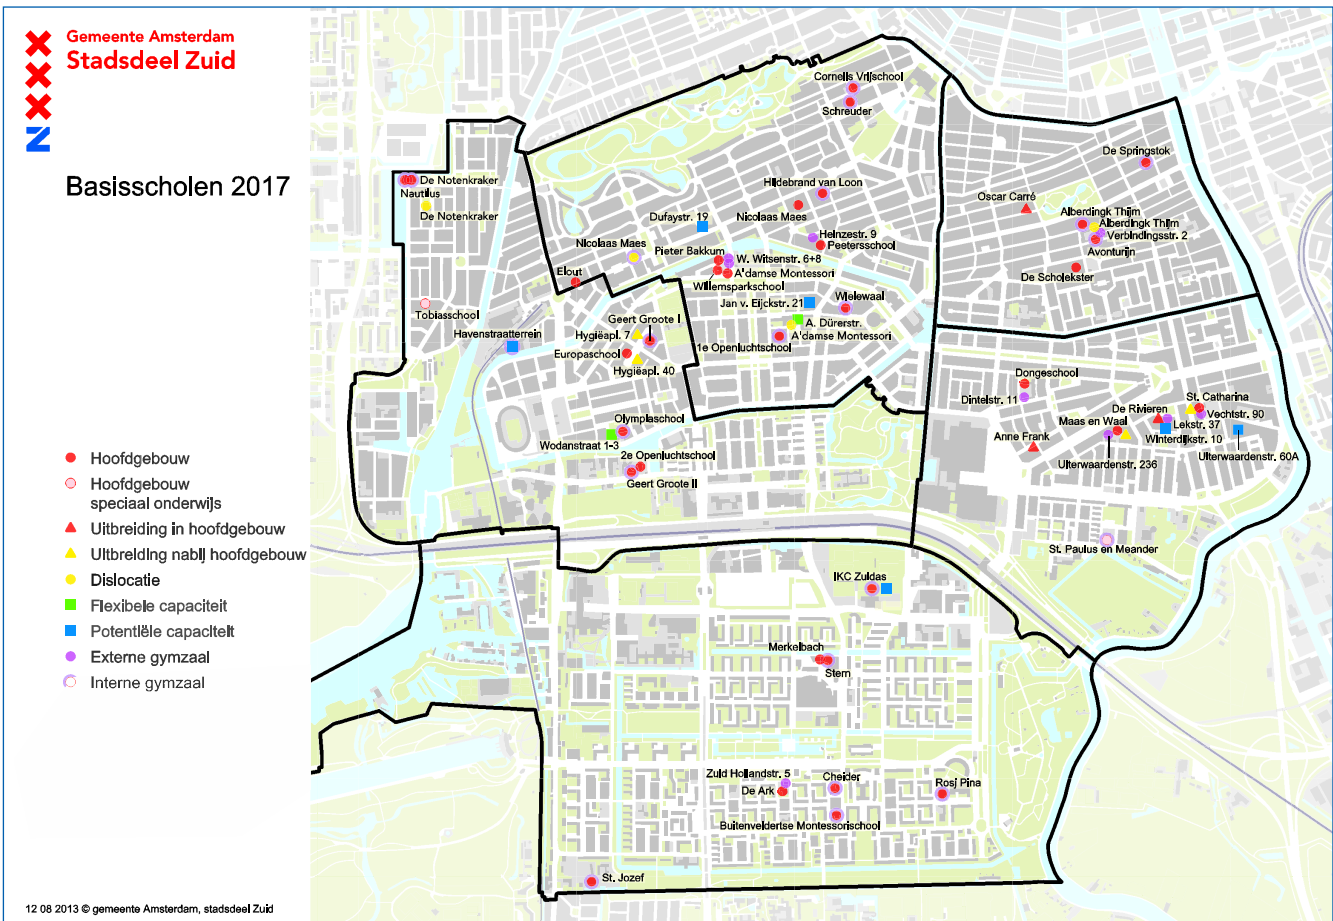 Gemeente Amsterdam
Stadsdeel Zuid
Basisscholen 2017
Hoofdgebouw
Hoofdgebouw
speciaal onderwijs
Uitbreiding in hoofdgebouw
Uitbreiding nabij hoofdgebouw
Dislocatie
Flexibele capaciteit
Potentiële capaciteit
Externe gymzaal
Interne gymzaal
12 08 2013 © gemeente Amsterdam, stadsdeel Zuid
Cornelis Vrijschool
Schreuder
De Notenkraker
Nautilus
De Notenkraker
Hildebrand van Loon
Nicolaas Maes
Dufaystr. 19
Heinzestr. 9
Peetersschool
Nicolaas Maes
Pieter Bakkum
W. Witsenstr. 6+8
A'damse Montessori
Willemsparkschool
Elout
Jan v. Eijckstr. 21
Wielewaal
A. Dürerstr.
A'damse Montessori
1e Openluchtschool
Tobiasschool
Havenstraatterrein
Geert Groote I
Hygiëapl. 7
Europaschool
Hygiëapl. 40
Olympiaschool
Wodanstraat 1-3
2e Openluchtschool
Geert Groote II
De Springstok
Oscar Carré
Alberdingk Thijm
Alberdingk Thijm
Verbindingsstr. 2
Avonturijn
De Scholekster
Dongeschool
Dintelstr. 11
Anne Frank
De Rivieren
Maas en Waal
St. Catharina
Vechtstr. 90
Lekstr. 37
Winterdijkstr. 10
Uiterwaardenstr. 60A
Uiterwaardenstr. 236
St. Paulus en Meander
IKC Zuidas
Merkelbach
Stern
Zuid Hollandstr. 5
De Ark
Cheider
Rosj Pina
Buitenveldertse Montessorischool
St. Jozef